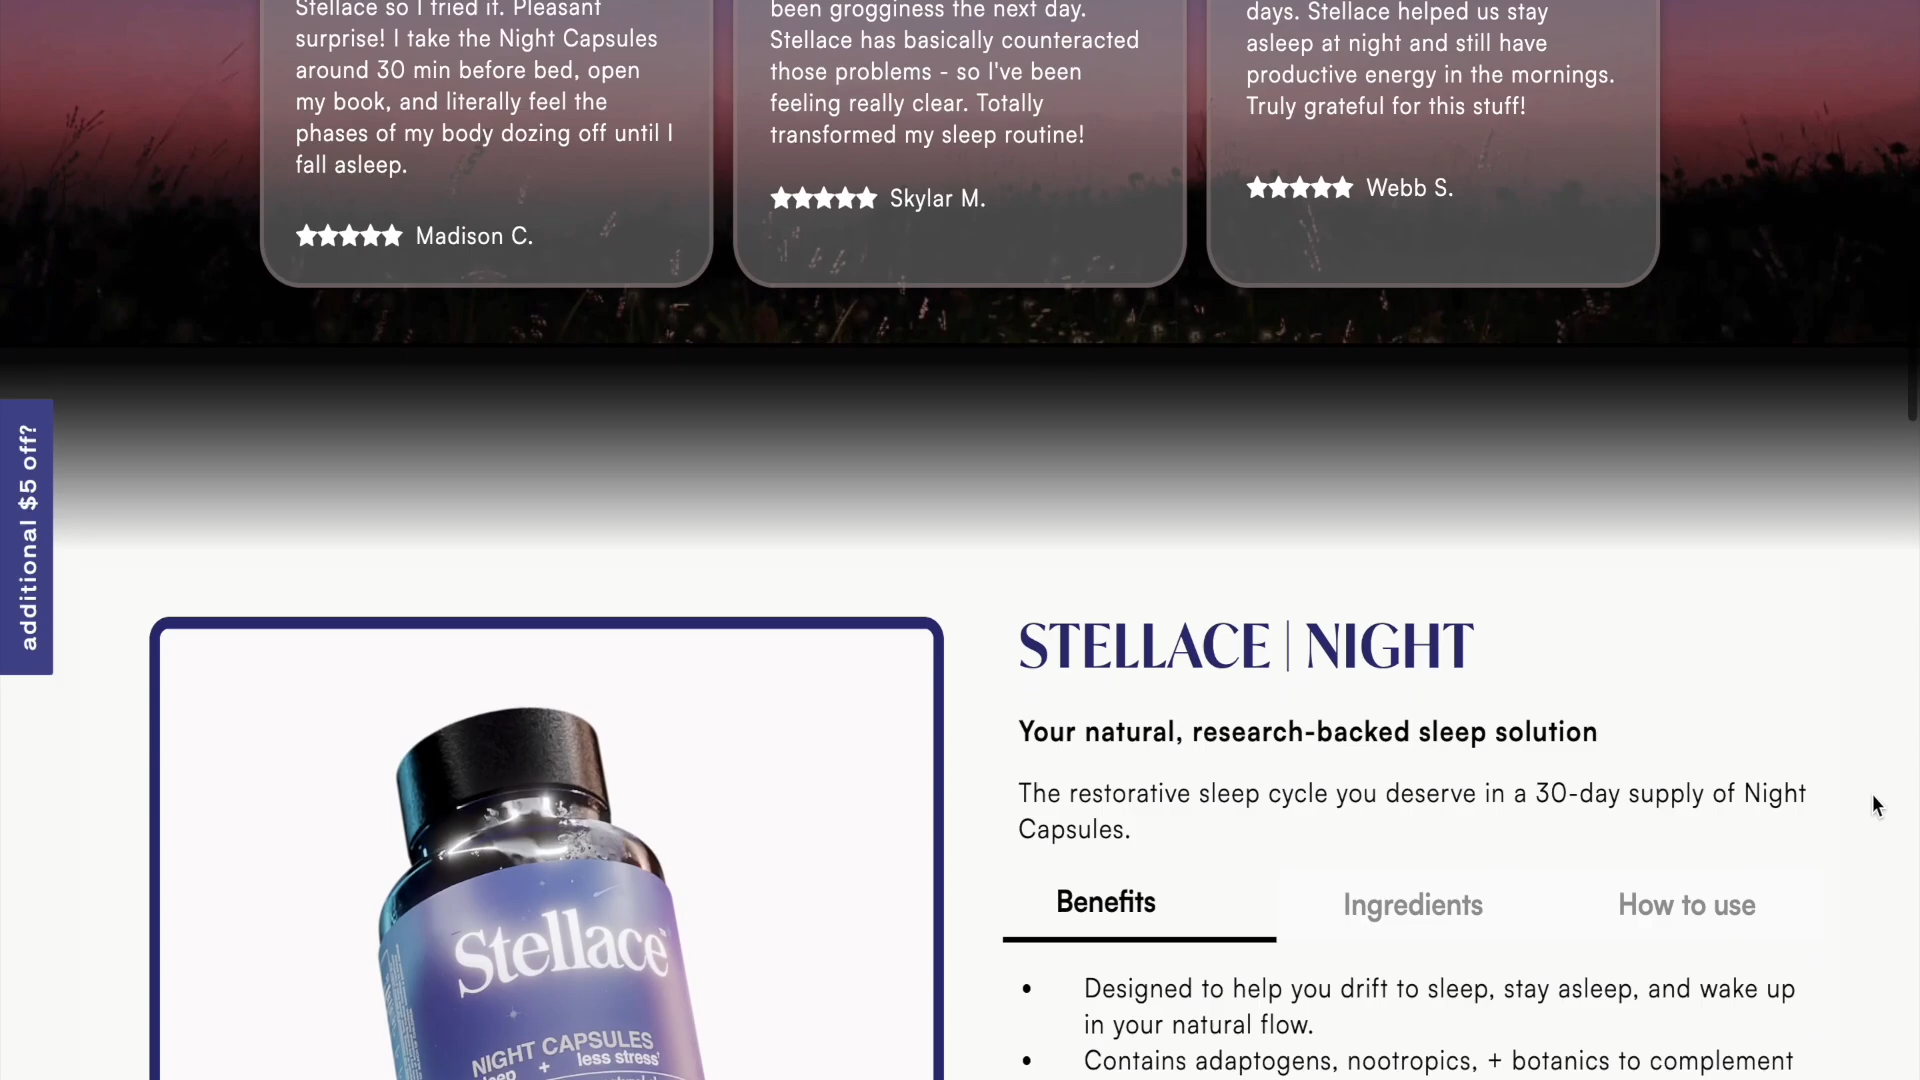 Stellace so I tried it. Pleasant
surprise! I take the Night Capsules
around 30 min before bed, open
my book, and literally feel the
phases of my body dozing off until I
fall asleep.
★★★★★ Madison C.
been grogginess the next day.
Stellace has basically counteracted
those problems - so I've been
feeling really clear. Totally
transformed my sleep routine!
★★★★★ Skylar M.
days. Stellace helped us stay
asleep at night and still have
productive energy in the mornings.
Truly grateful for this stuff!
★★★★★ Webb S.
additional $5 off?
STELLACE | NIGHT
Your natural, research-backed sleep solution
The restorative sleep cycle you deserve in a 30-day supply of Night
Capsules.
Benefits
Ingredients
How to use
• Designed to help you drift to sleep, stay asleep, and wake up
in your natural flow.
• Contains adaptogens, nootropics, + botanics to complement
Stellace™
NIGHT CAPSULES
+ less stress